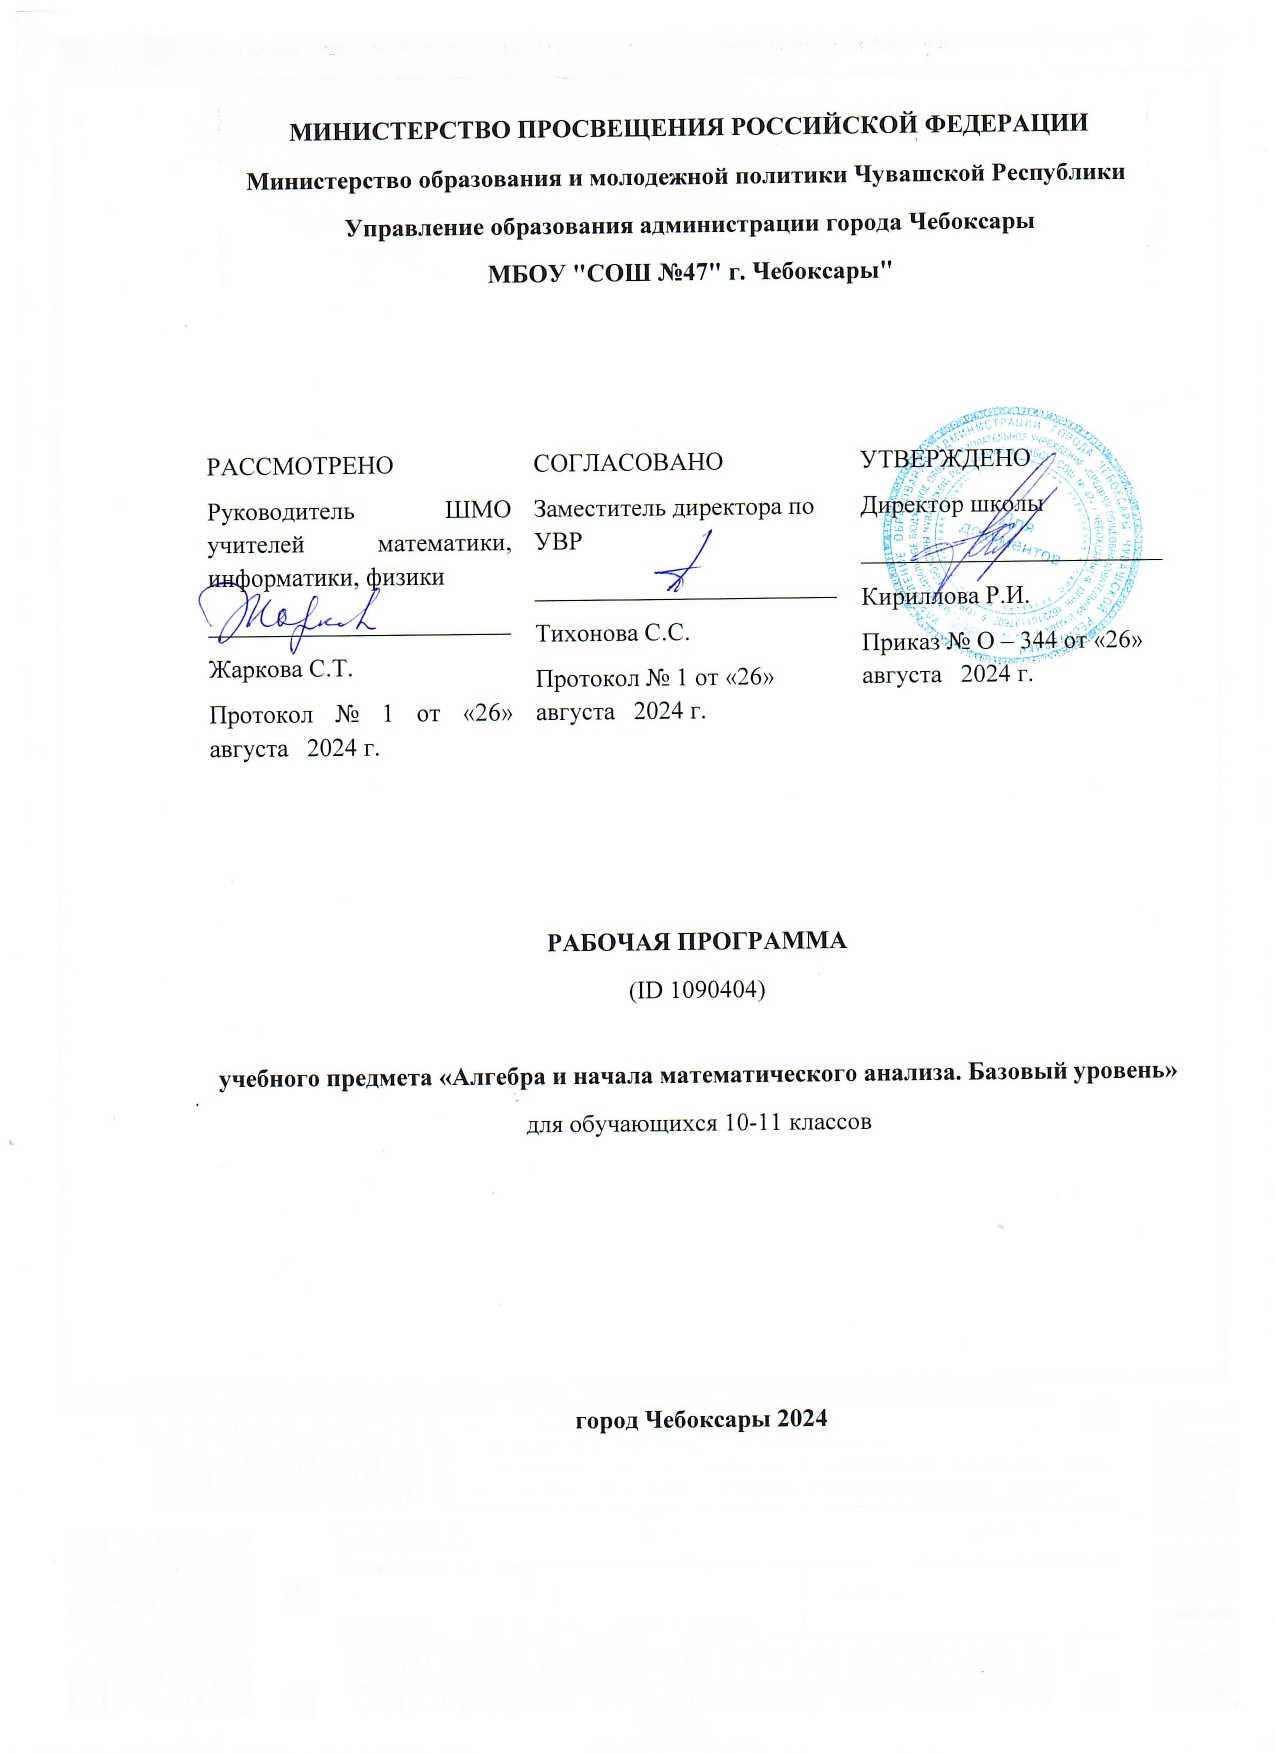 МИНИСТЕРСТВО ПРОСВЕЩЕНИЯ РОССИЙСКОЙ ФЕДЕРАЦИИ
Министерство образования и молодежной политики Чувашской Республики
Управление образования администрации города Чебоксары
МБОУ "СОШ №47" г. Чебоксары"
РАССМОТРЕНО
Руководитель ШМО
учителей математики,
информатики, физики
Жаркова С.Т.
Протокол № 1 от «26»
августа 2024 г.
СОГЛАСОВАНО
Заместитель директора по
УВР
Тихонова С.С.
Протокол № 1 от «26»
августа 2024 г.
УТВЕРЖДЕНО
Директор школы
Для
документов
Кириллова Р.И.
Приказ № О – 344 от «26»
августа 2024 г.
РАБОЧАЯ ПРОГРАММА
(ID 1090404)
учебного предмета «Алгебра и начала математического анализа. Базовый уровень»
для обучающихся 10-11 классов
город Чебоксары 2024